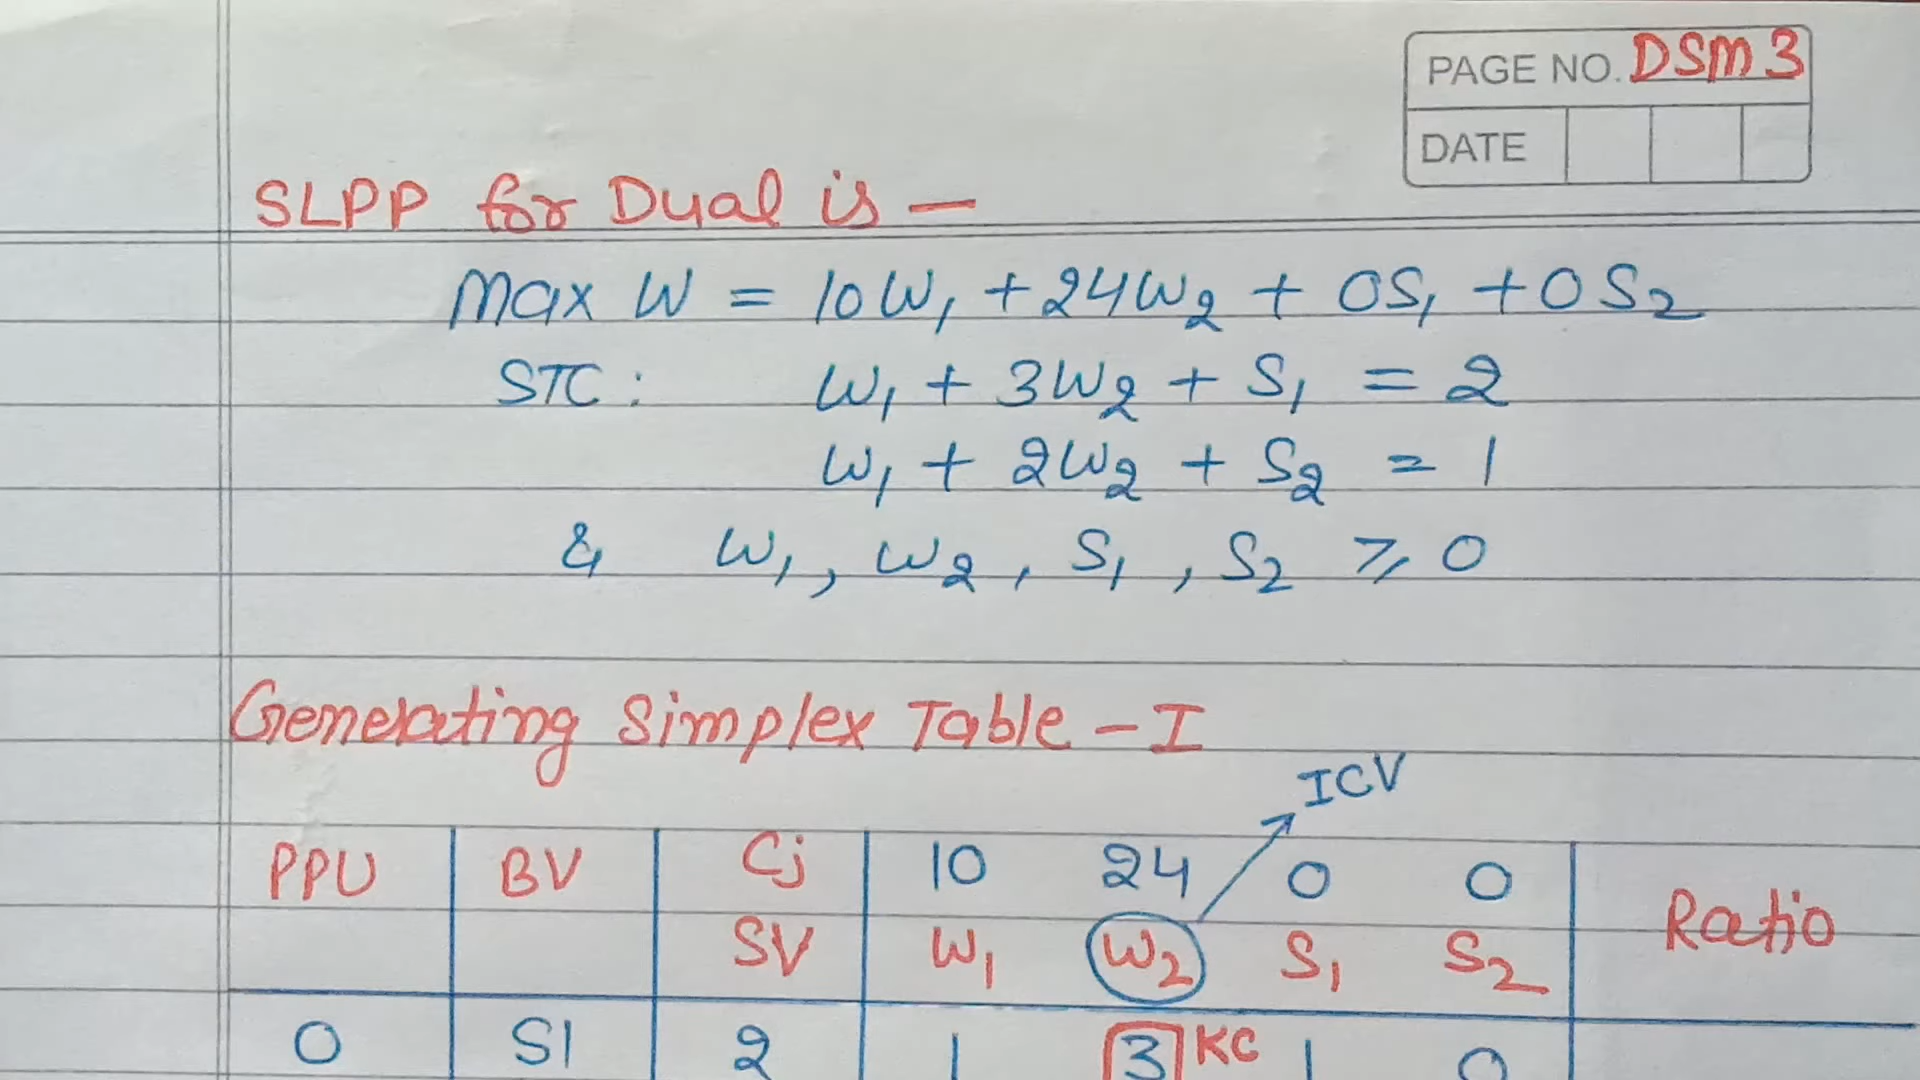 PAGE NO. DSM 3
DATE
SLPP for Dual is —
Max W = 10W₁ + 24W₂ + 0S₁ + 0S₂
STC : W₁ + 3W₂ + S₁ = 2
W₁ + 2W₂ + S₂ = 1
& W₁, W₂, S₁, S₂ ≥ 0
Generating Simplex Table - I
ICV
PPU BV Cj 10 24 0 0 Ratio
SV W₁ W₂ S₁ S₂
0 S1 2 1 3 KC 1 0